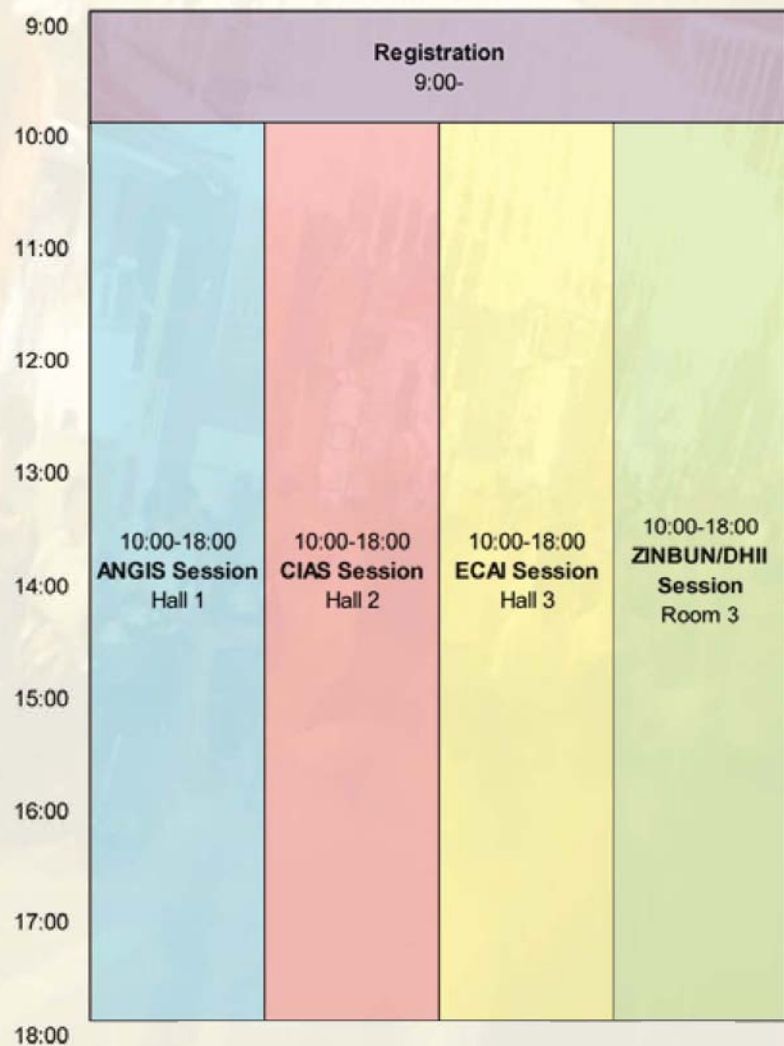 9:00
Registration
9:00-
10:00
11:00
12:00
13:00
10:00-18:00
ANGIS Session
Hall 1
10:00-18:00
CIAS Session
Hall 2
10:00-18:00
ECAI Session
Hall 3
10:00-18:00
ZINBUN/DHII
Session
Room 3
14:00
15:00
16:00
17:00
18:00